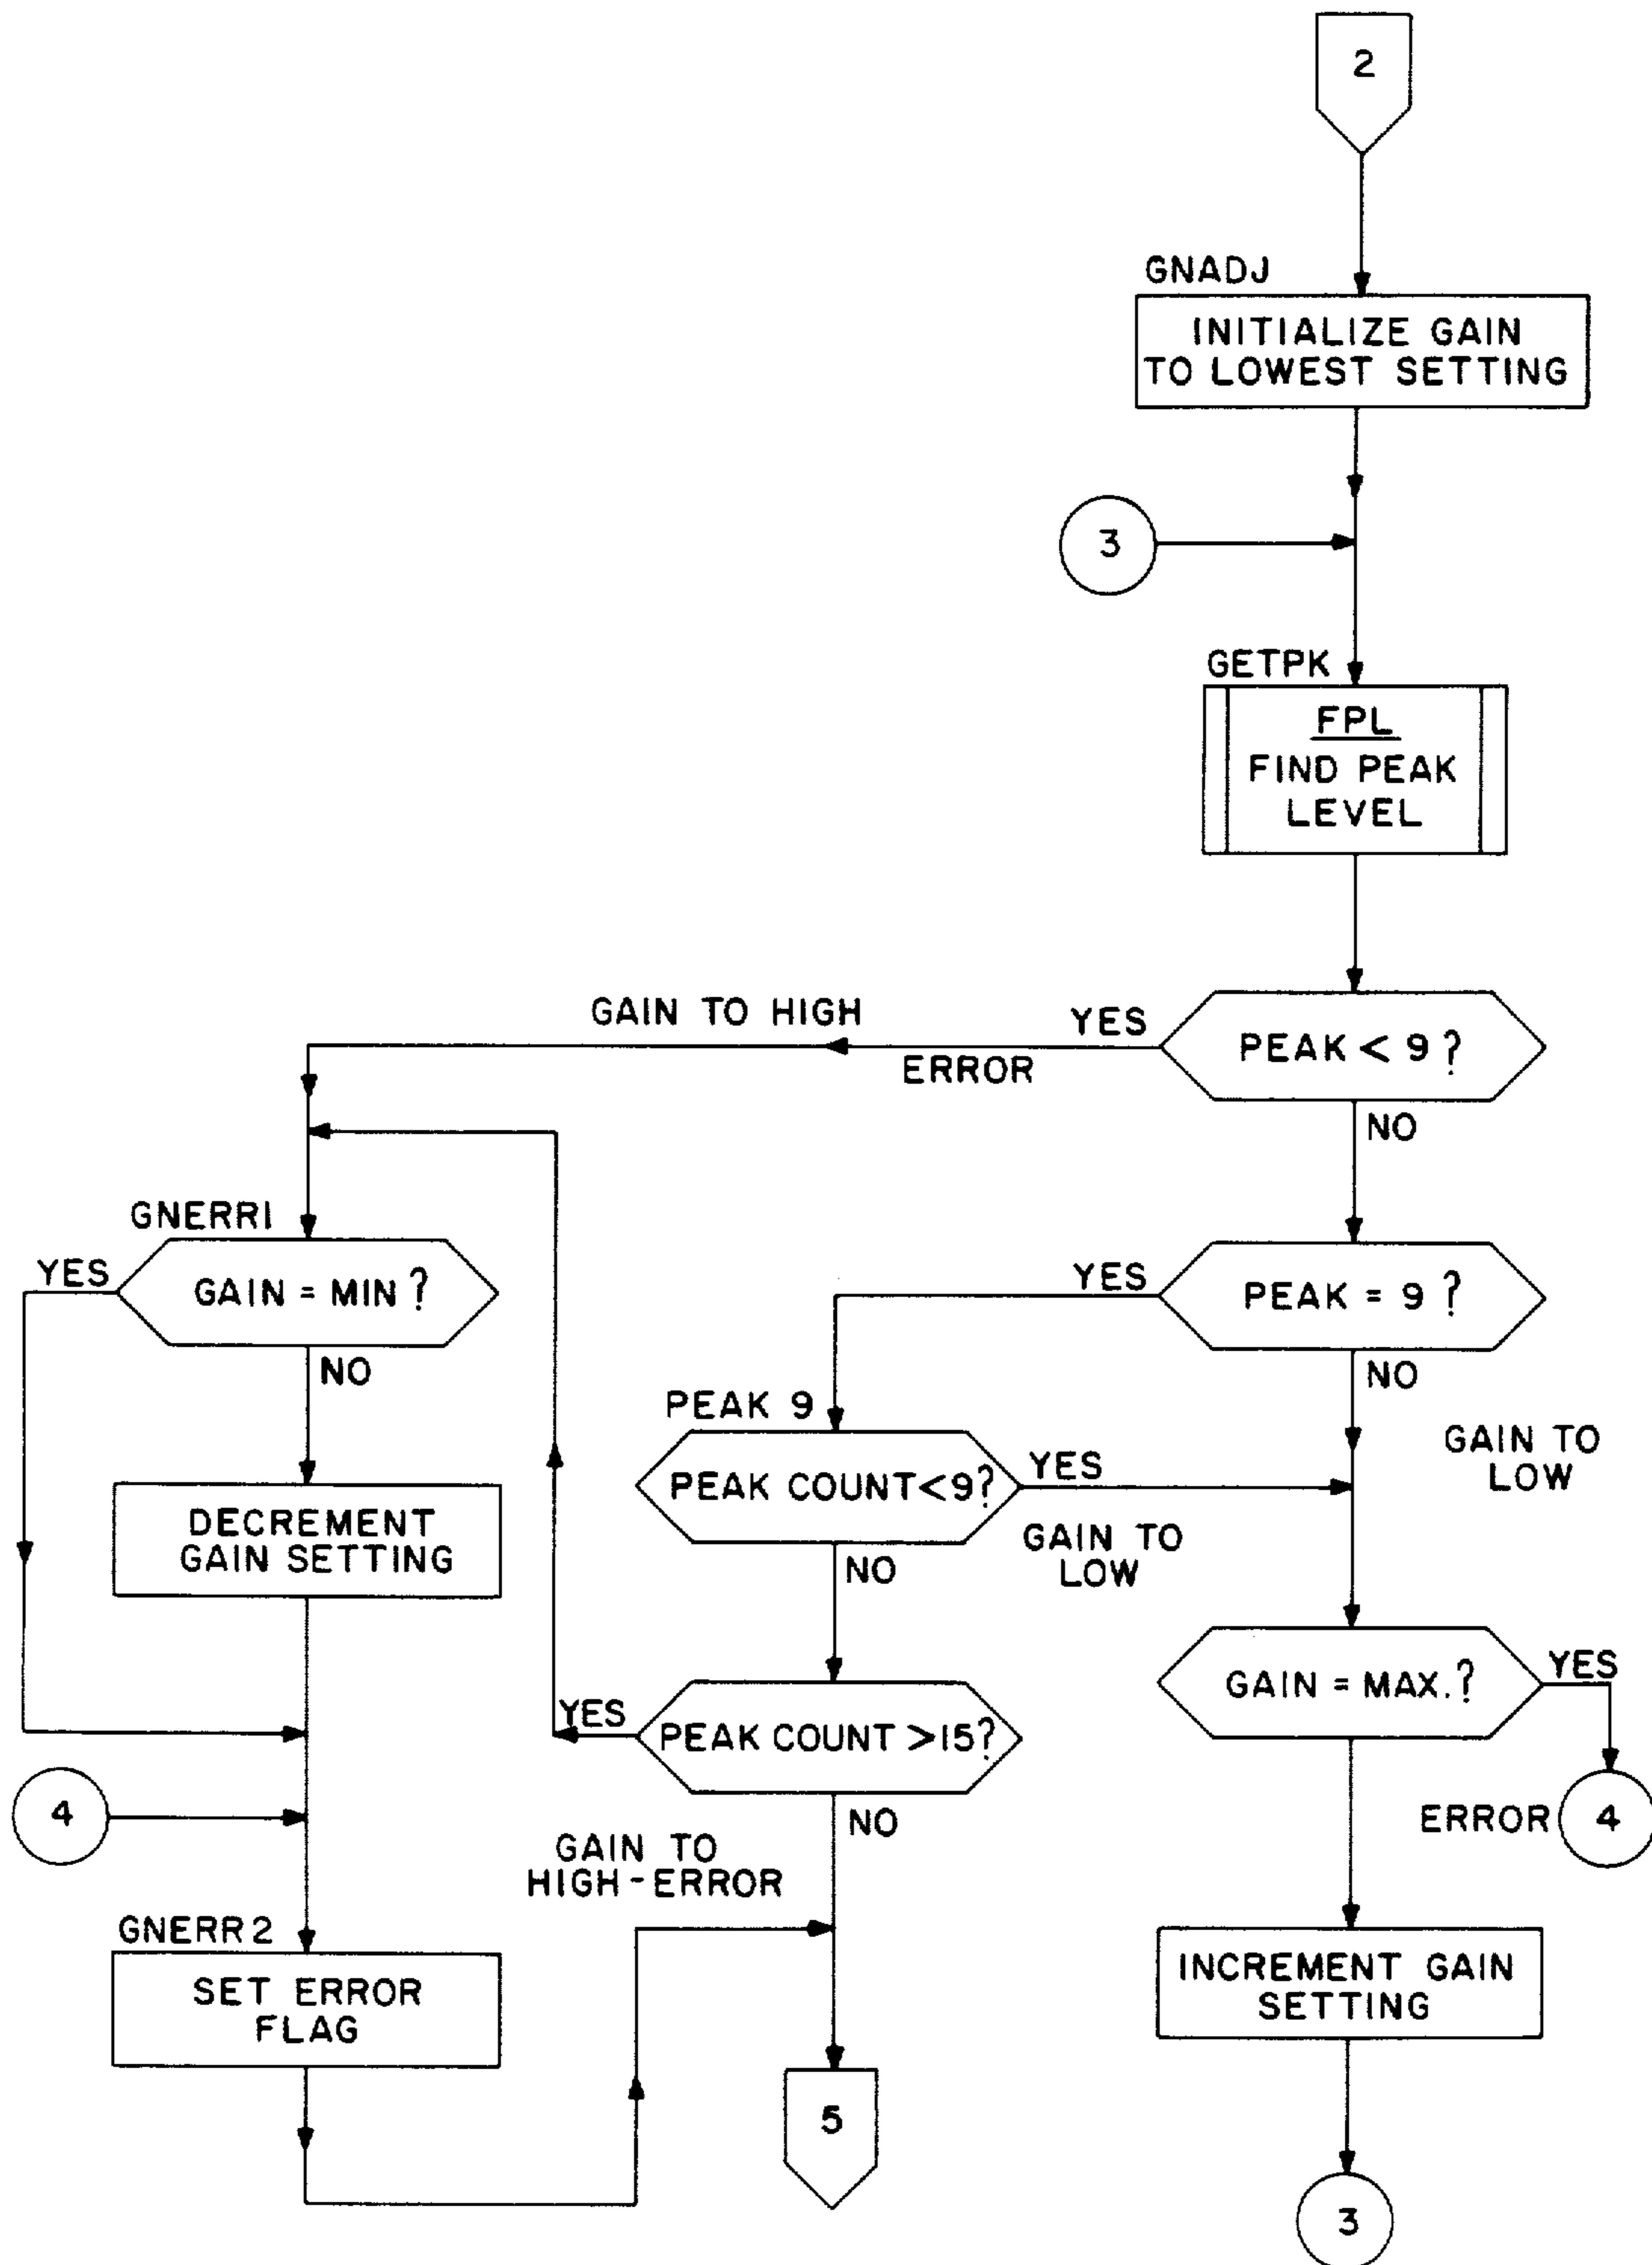 2
GNADJ
INITIALIZE GAIN
TO LOWEST SETTING
3
GETPK
FPL
FIND PEAK
LEVEL
GAIN TO HIGH
YES
ERROR
PEAK < 9 ?
NO
GNERR1
YES
GAIN = MIN ?
NO
YES
PEAK = 9 ?
NO
PEAK 9
PEAK COUNT<9?
YES
GAIN TO
LOW
GAIN TO
LOW
NO
DECREMENT
GAIN SETTING
YES
PEAK COUNT >15?
NO
GAIN = MAX. ?
YES
4
ERROR
4
GAIN TO
HIGH-ERROR
GNERR2
SET ERROR
FLAG
INCREMENT GAIN
SETTING
5
3